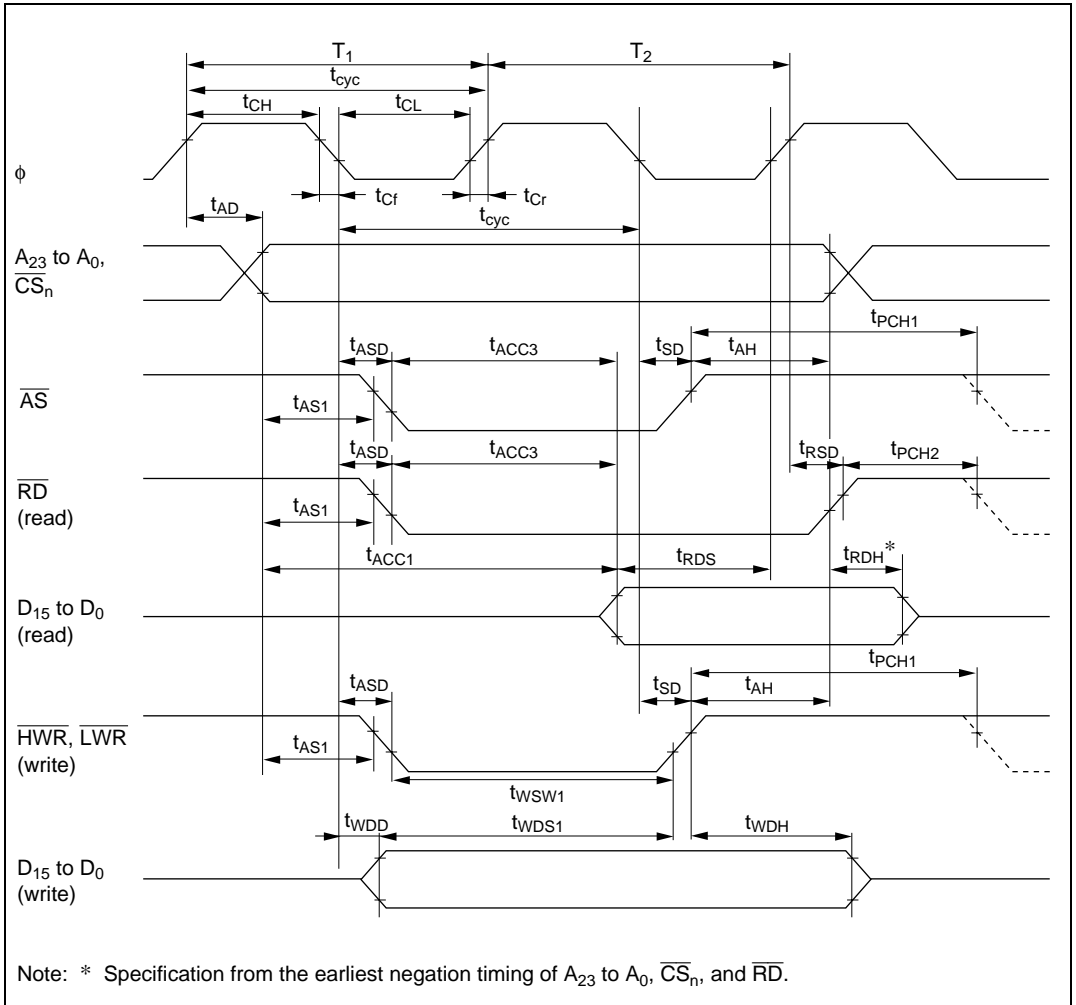 T1 T2
tcyc
tCH tCL
φ
tCf tCr
tAD tcyc
A23 to A0,
CSn
tPCH1
tASD tACC3 tSD tAH
AS
tAS1
tASD tACC3 tRSD tPCH2
RD
(read)
tAS1
tACC1 tRDS tRDH*
D15 to D0
(read)
tPCH1
tASD tSD tAH
HWR, LWR
(write)
tAS1
tWSW1
tWDD tWDS1 tWDH
D15 to D0
(write)
Note: * Specification from the earliest negation timing of A23 to A0, CSn, and RD.